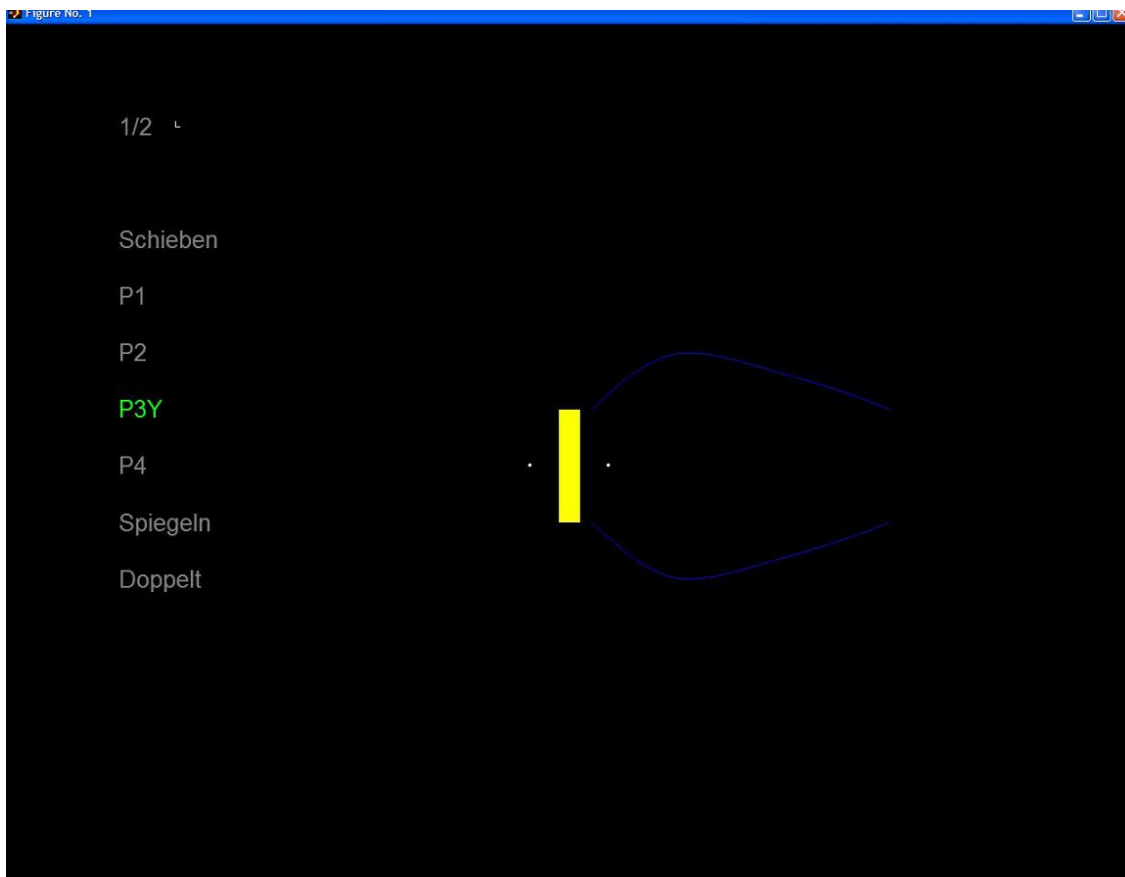 Figure No. 1
1/2
Schieben
P1
P2
P3Y
P4
Spiegeln
Doppelt